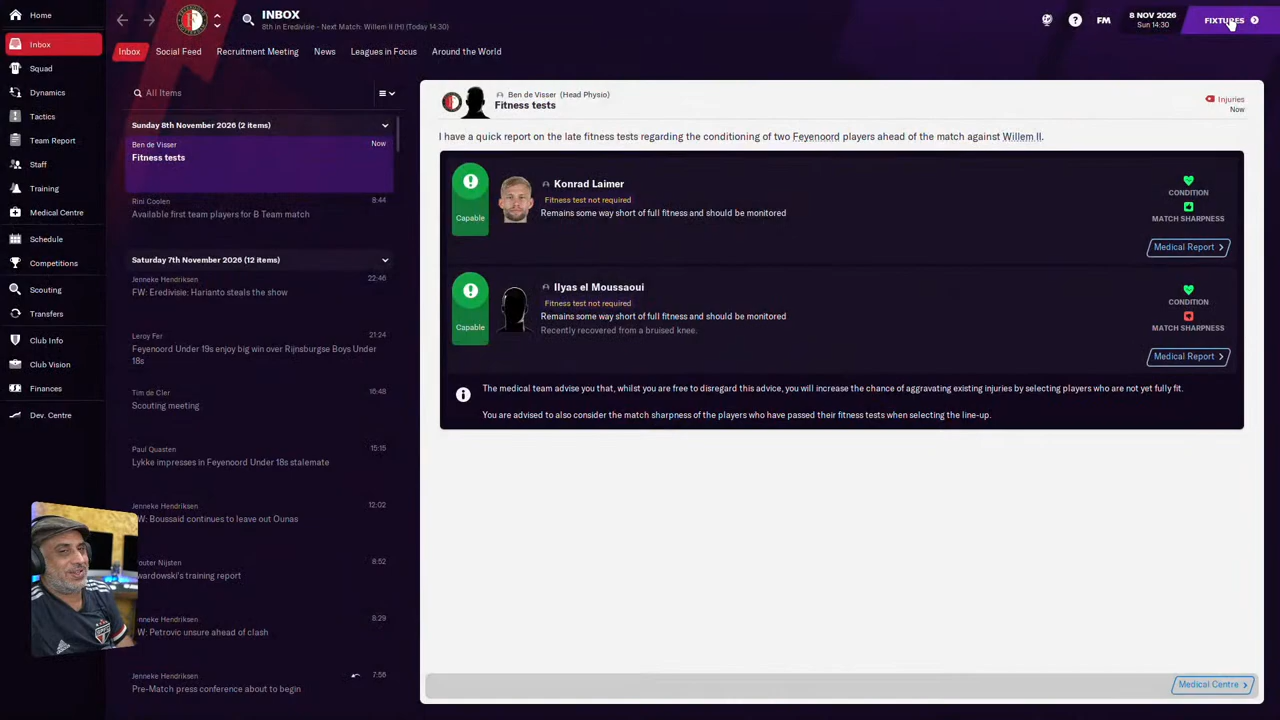 Home
INBOX
8th in Eredivisie - Next Match: Willem II (H) (Today 14:30)
FM
8 NOV 2026
Sun 14:30
FIXTURES
Inbox
Squad
Dynamics
Tactics
Team Report
Staff
Training
Medical Centre
Schedule
Competitions
Scouting
Transfers
Club Info
Club Vision
Finances
Dev. Centre
Inbox
Social Feed
Recruitment Meeting
News
Leagues in Focus
Around the World
All Items
Sunday 8th November 2026 (2 items)
Ben de Visser
Now
Fitness tests
Rini Coolen
8:44
Available first team players for B Team match
Saturday 7th November 2026 (12 items)
Jenneke Hendriksen
22:46
FW: Eredivisie: Harianto steals the show
Leroy Fer
21:24
Feyenoord Under 19s enjoy big win over Rijnsburgse Boys Under
18s
Tim de Cler
16:48
Scouting meeting
Paul Quasten
15:15
Lykke impresses in Feyenoord Under 18s stalemate
Jenneke Hendriksen
12:02
W: Boussaid continues to leave out Ounas
outer Nijsten
8:52
wardowski's training report
nneke Hendriksen
8:29
W: Petrovic unsure ahead of clash
Jenneke Hendriksen
7:56
Pre-Match press conference about to begin
Ben de Visser (Head Physio)
Fitness tests
Injuries
Now
I have a quick report on the late fitness tests regarding the conditioning of two Feyenoord players ahead of the match against Willem II.
Capable
Konrad Laimer
Fitness test not required
Remains some way short of full fitness and should be monitored
CONDITION
MATCH SHARPNESS
Medical Report
Capable
Ilyas el Moussaoui
Fitness test not required
Remains some way short of full fitness and should be monitored
Recently recovered from a bruised knee.
CONDITION
MATCH SHARPNESS
Medical Report
The medical team advise you that, whilst you are free to disregard this advice, you will increase the chance of aggravating existing injuries by selecting players who are not yet fully fit.
You are advised to also consider the match sharpness of the players who have passed their fitness tests when selecting the line-up.
Medical Centre